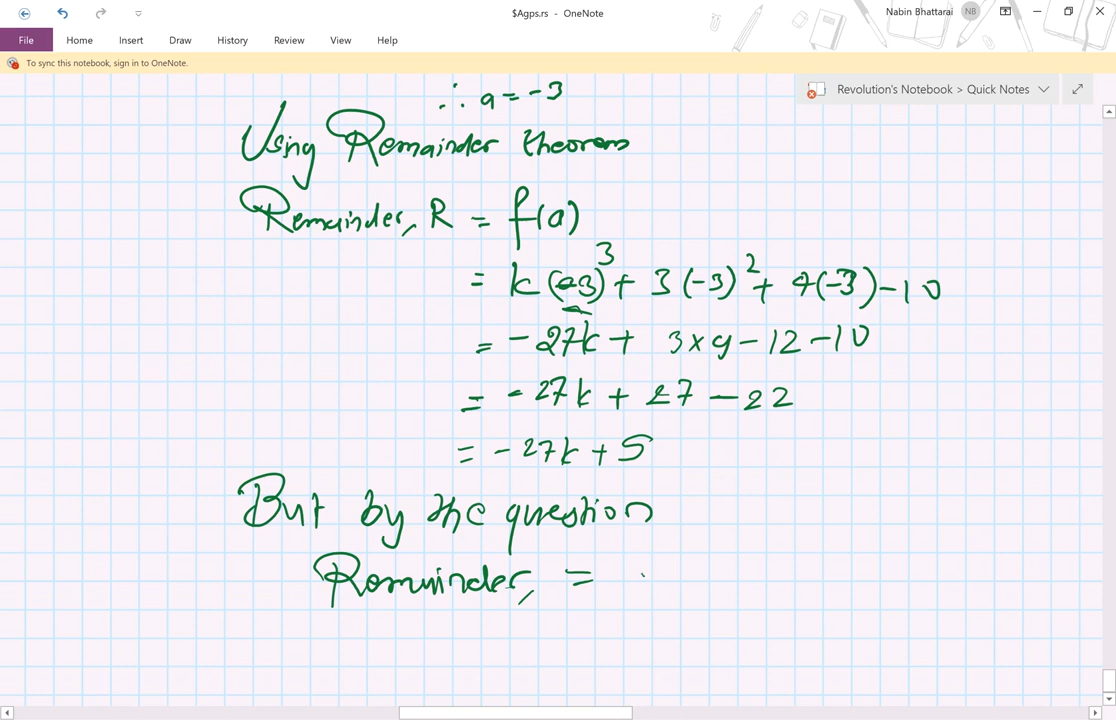 $Agps.rs - OneNote
Nabin Bhattarai NB
File Home Insert Draw History Review View Help
To sync this notebook, sign in to OneNote.
Revolution's Notebook > Quick Notes
∴ a = -3
Using Remainder theorem
Remainder, R = f(a)
= k(-3)³ + 3(-3)² + 4(-3) - 10
= -27k + 3×9 - 12 - 10
= -27k + 27 - 22
= -27k + 5
But by the question
Remainder, =